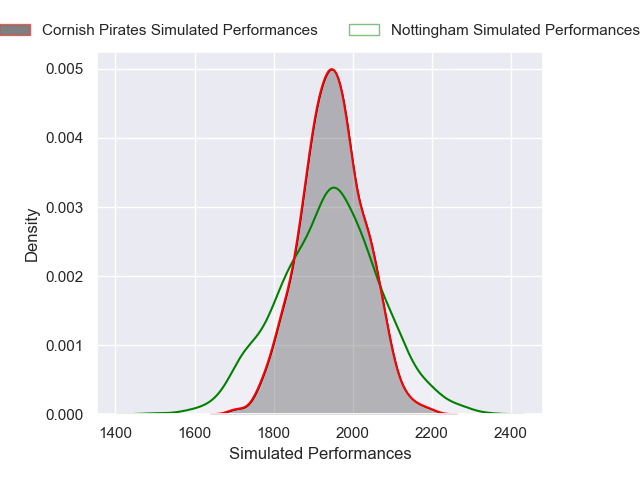 Cornish Pirates Simulated Performances Nottingham Simulated Performances
0.005
0.004
0.003
0.002
0.001
0.000
Density
1400 1600 1800 2000 2200 2400
Simulated Performances